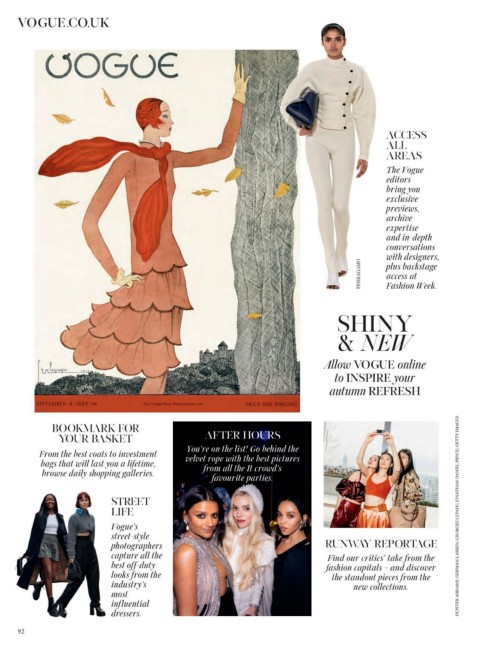 VOGUE.CO.UK
VOGUE
SEPTEMBER
PRICE ONE SHILLING
ACCESS
ALL
AREAS
The Vogue
editors
bring you
exclusive
previews,
archive
expertise
and in-depth
conversations
with designers,
plus backstage
access at
Fashion Week.
FERRAGAMO
SHINY
& NEW
Allow VOGUE online
to INSPIRE your
autumn REFRESH
BOOKMARK FOR
YOUR BASKET
From the best coats to investment
bags that will last you a lifetime,
browse daily shopping galleries.
STREET
LIFE
Vogue's
street-style
photographers
capture all the
best off-duty
looks from the
industry's
most
influential
dressers.
AFTER HOURS
You're on the list! Go behind the
velvet rope with the best pictures
from all the It crowd's
favourite parties.
RUNWAY REPORTAGE
Find our critics' take from the
fashion capitals – and discover
the standout pieces from the
new collections.
92